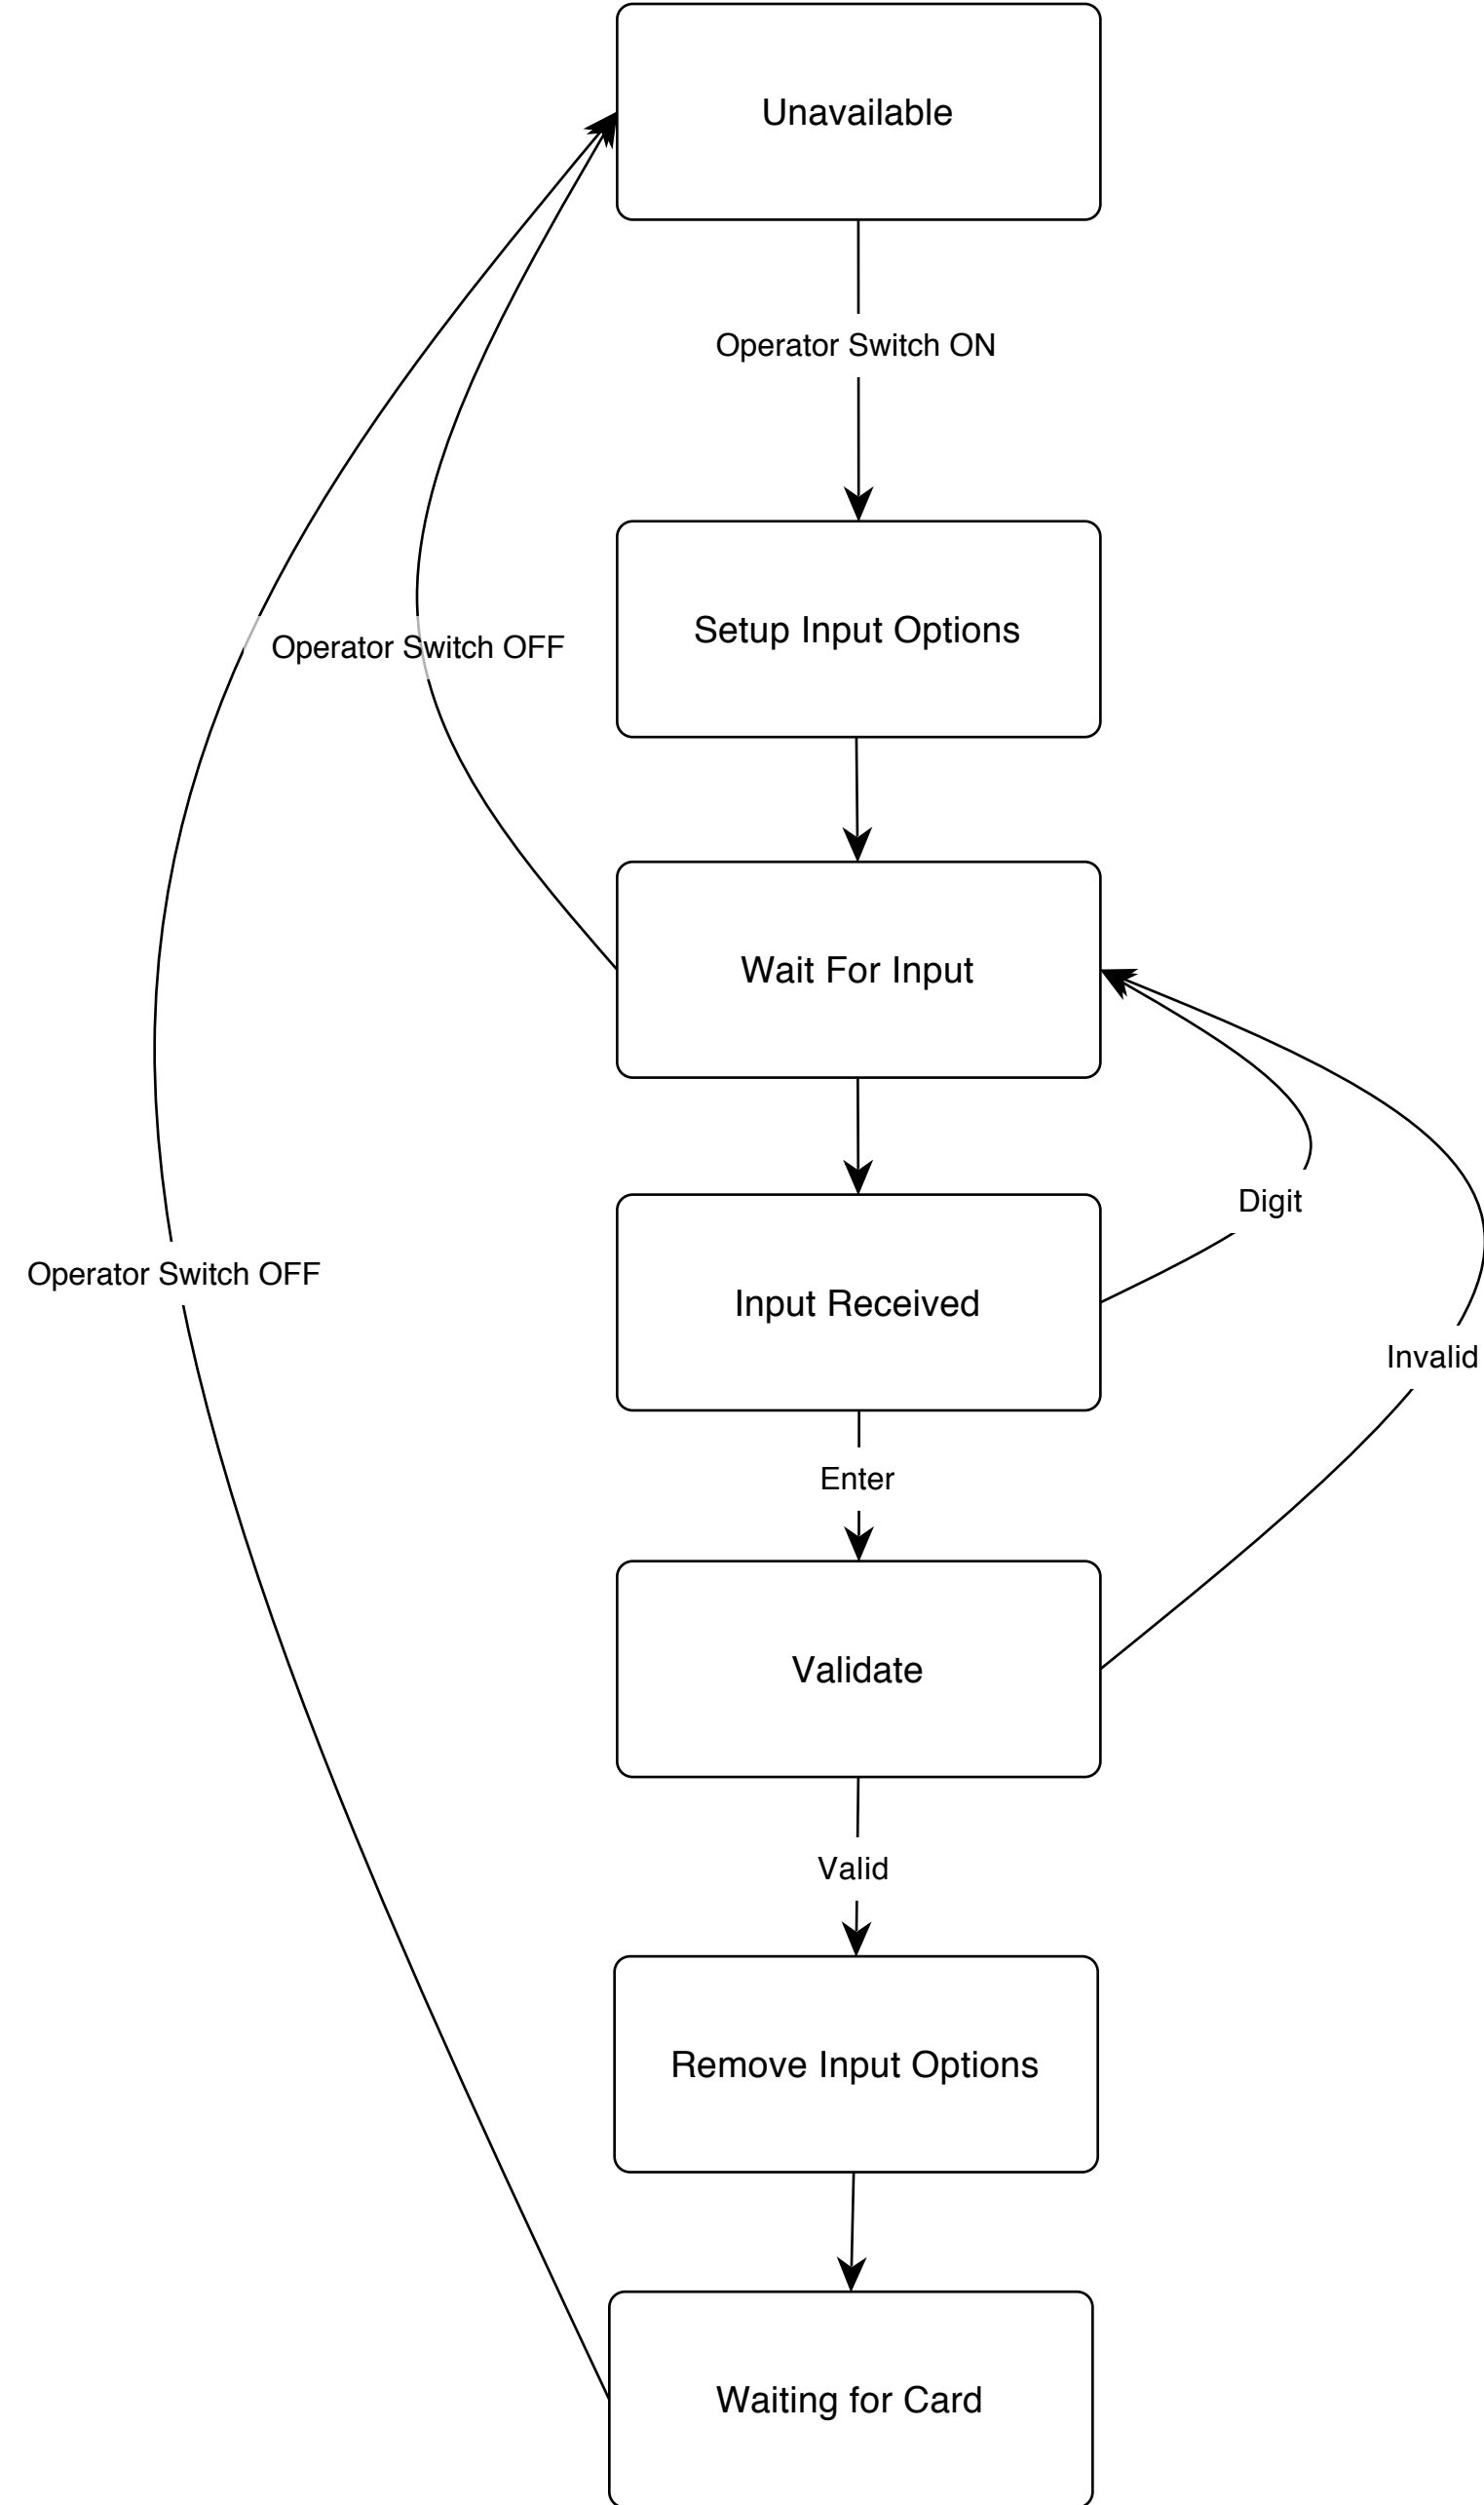 Unavailable
Operator Switch ON
Setup Input Options
Operator Switch OFF
Wait For Input
Digit
Operator Switch OFF
Input Received
Invalid
Enter
Validate
Valid
Remove Input Options
Waiting for Card